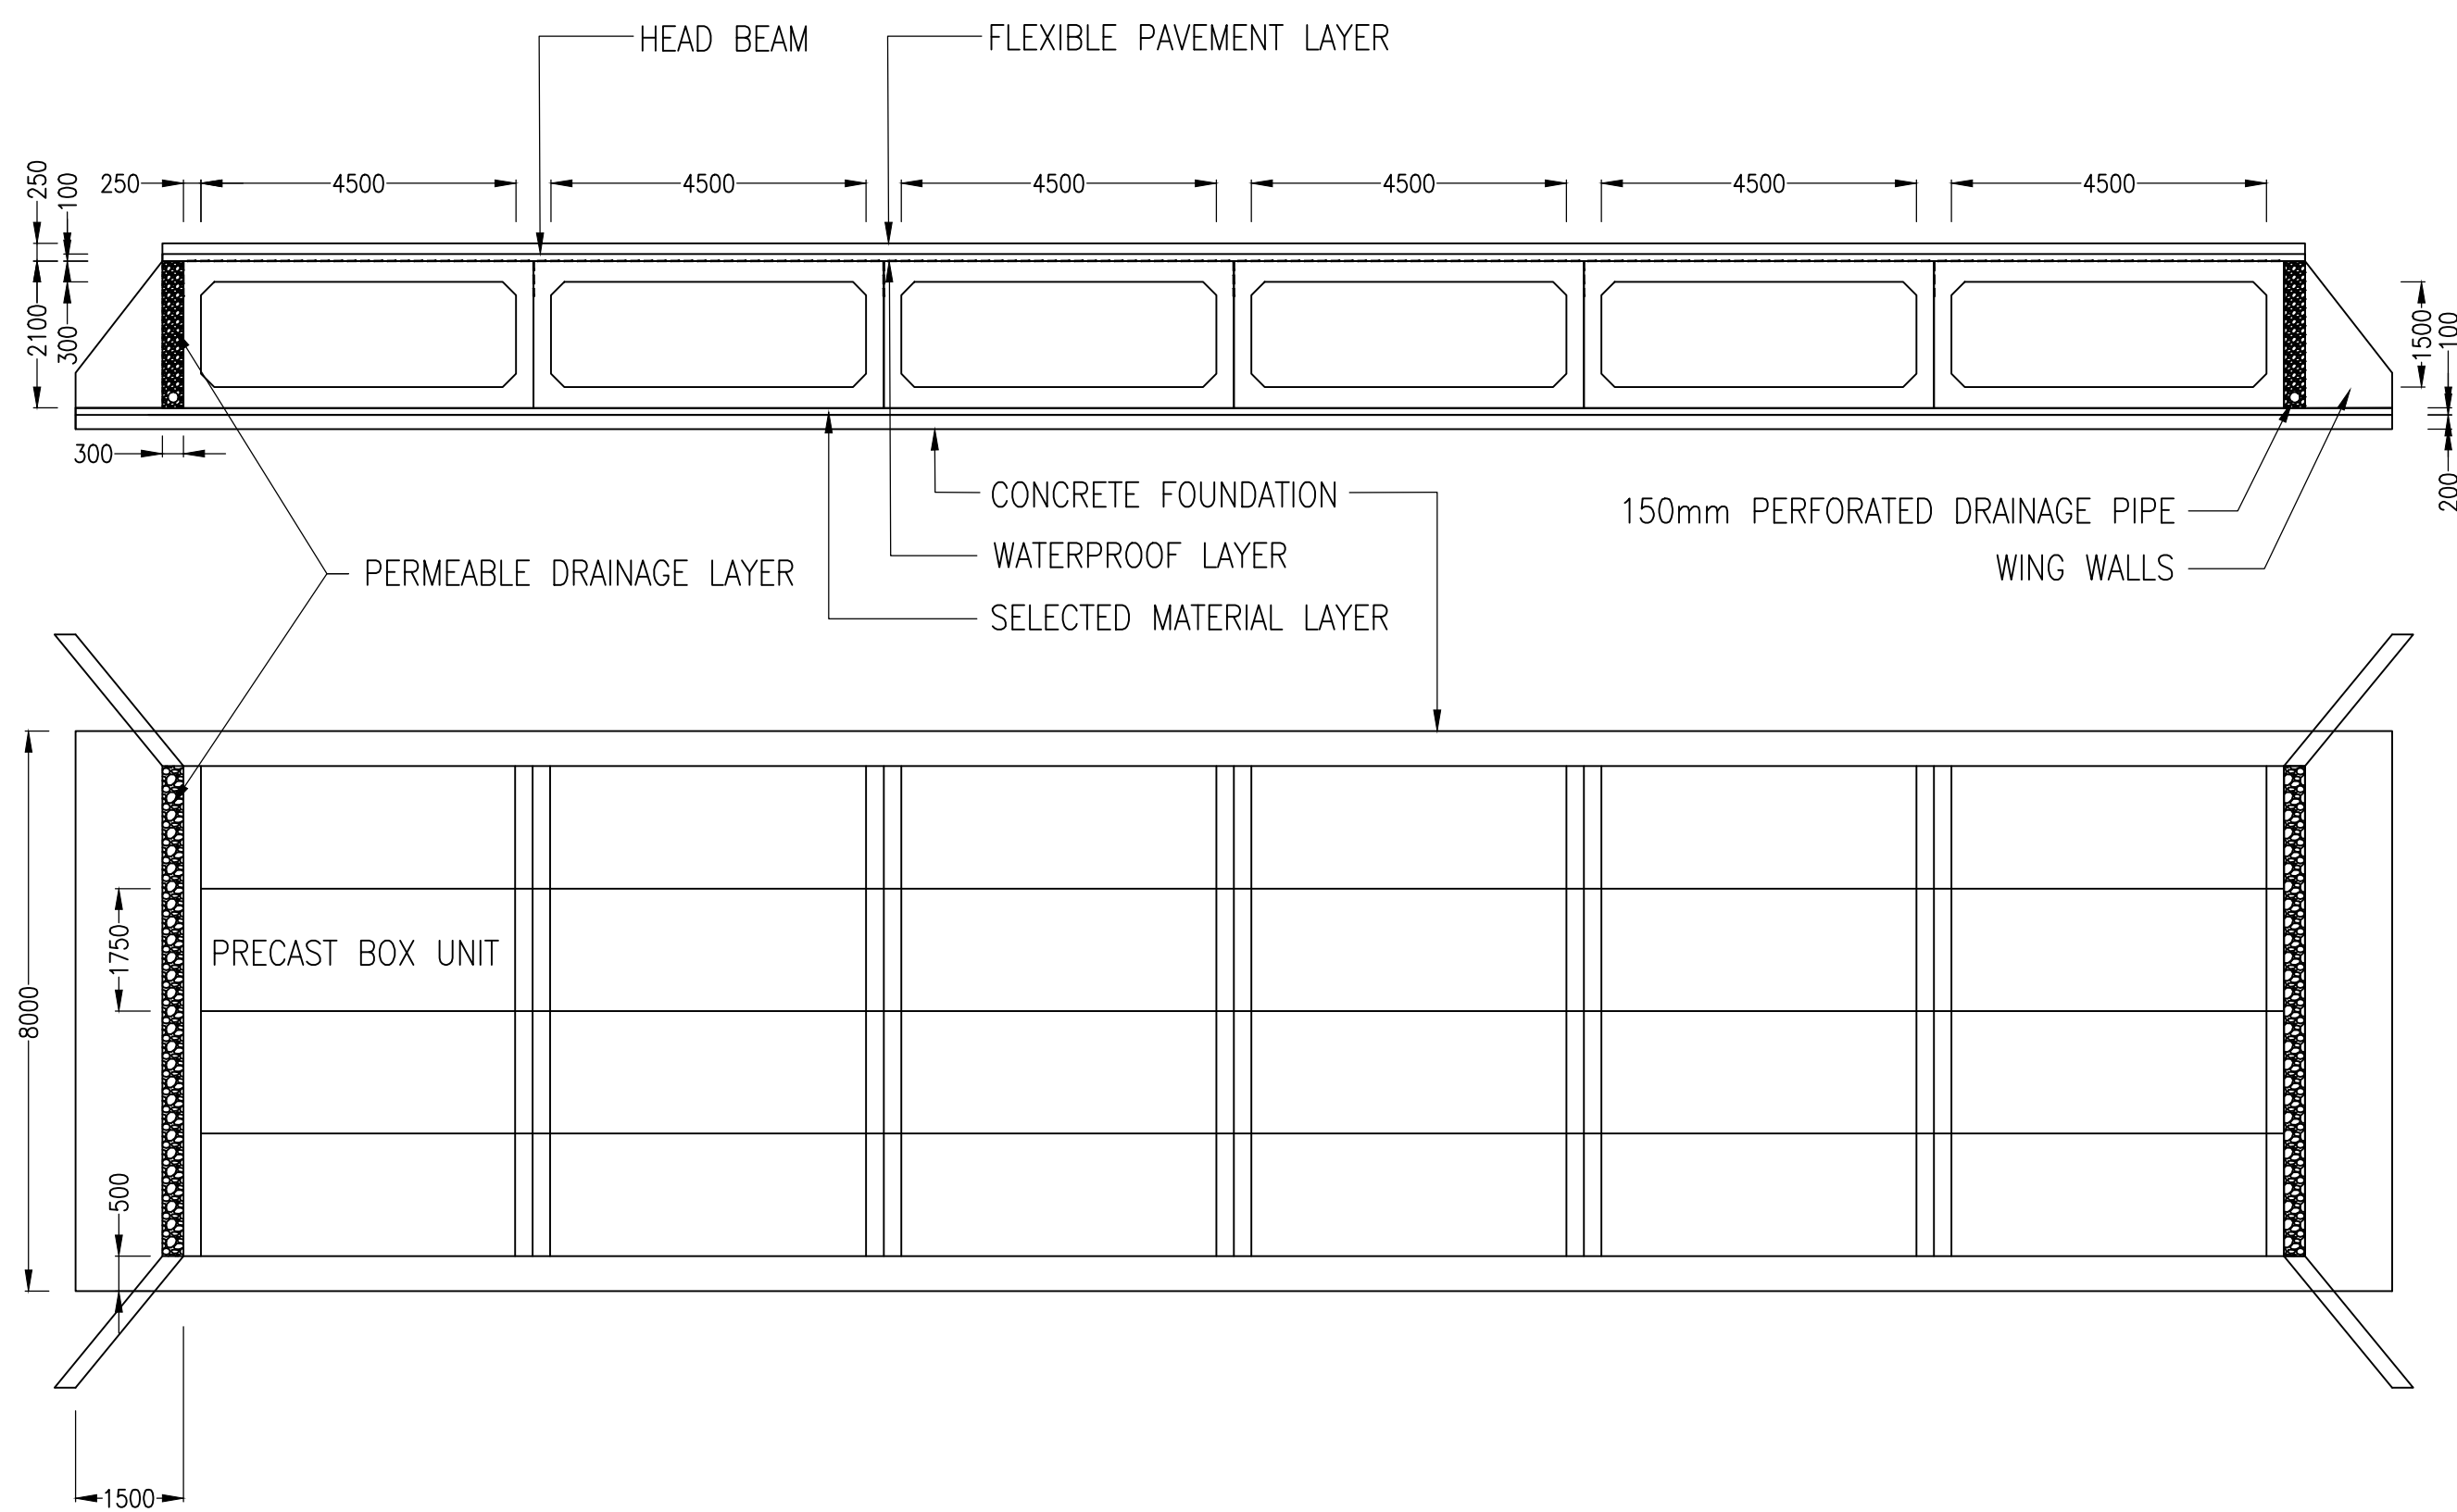 HEAD BEAM
FLEXIBLE PAVEMENT LAYER
250
100
250
4500
4500
4500
4500
4500
4500
2100
300
1500
100
300
200
CONCRETE FOUNDATION
150mm PERFORATED DRAINAGE PIPE
WATERPROOF LAYER
WING WALLS
PERMEABLE DRAINAGE LAYER
SELECTED MATERIAL LAYER
1750
PRECAST BOX UNIT
8000
500
1500